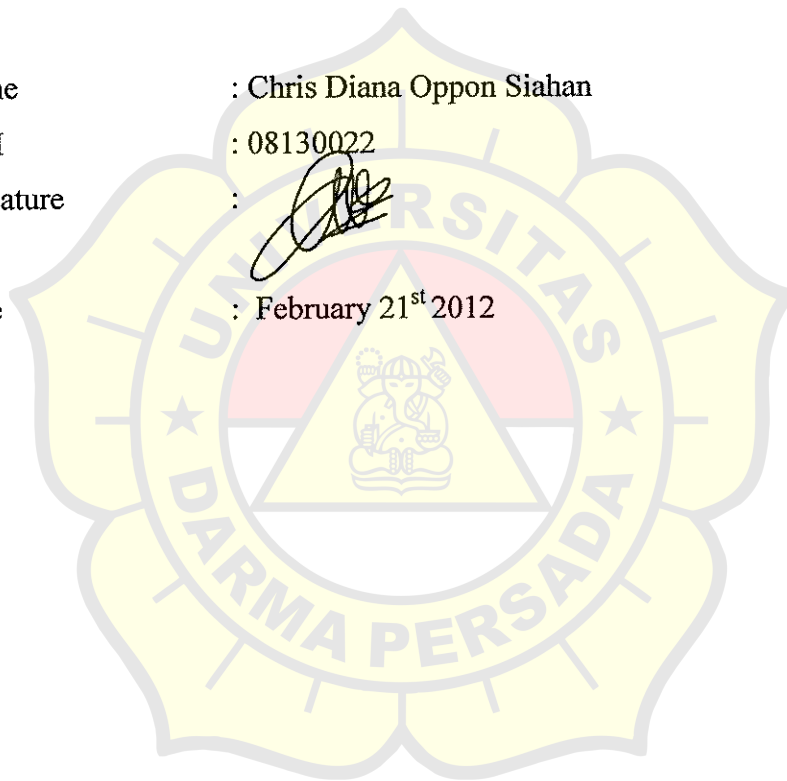 ne : Chris Diana Oppon Siahan
: 08130022
ature :
e : February 21st 2012
UNIVERSITAS
DARMA PERSADA